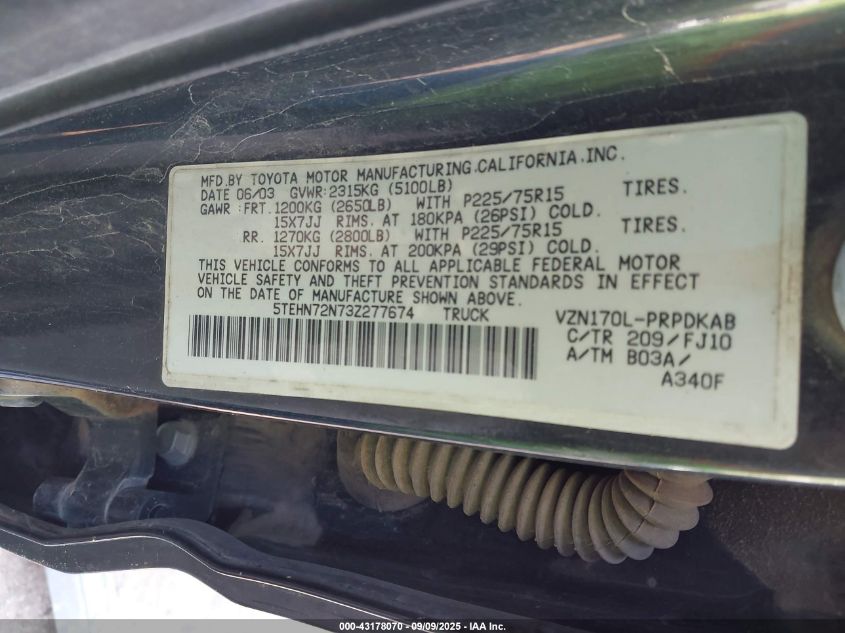 MFD.BY TOYOTA MOTOR MANUFACTURING.CALIFORNIA.INC.
DATE 06/03 GVWR:2315KG (5100LB)
GAWR:FRT.1200KG (2650LB) WITH P225/75R15 TIRES.
15X7JJ RIMS. AT 180KPA (26PSI) COLD.
RR. 1270KG (2800LB) WITH P225/75R15 TIRES.
15X7JJ RIMS. AT 200KPA (29PSI) COLD.
THIS VEHICLE CONFORMS TO ALL APPLICABLE FEDERAL MOTOR
VEHICLE SAFETY AND THEFT PREVENTION STANDARDS IN EFFECT
ON THE DATE OF MANUFACTURE SHOWN ABOVE.
5TEHN72N73Z277674 TRUCK VZN170L-PRPDKAB
C/TR 209/FJ10
A/TM B03A/
A340F
000-43178070 - 09/09/2025 - IAA Inc.